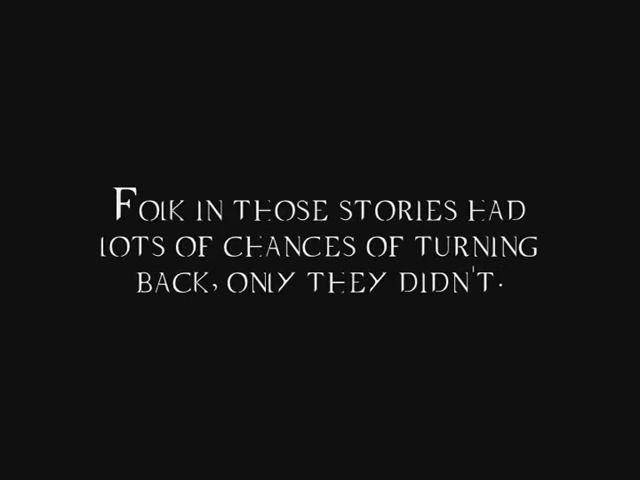 Folk in those stories had
lots of chances of turning
back, only they didn't.